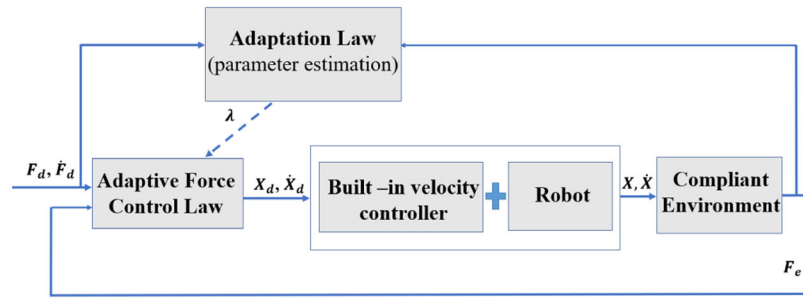 Adaptation Law
(parameter estimation)
λ
F_d, Ḟ_d
Adaptive Force
Control Law
X_d, Ẋ_d
Built –in velocity
controller
Robot
X, Ẋ
Compliant
Environment
F_e